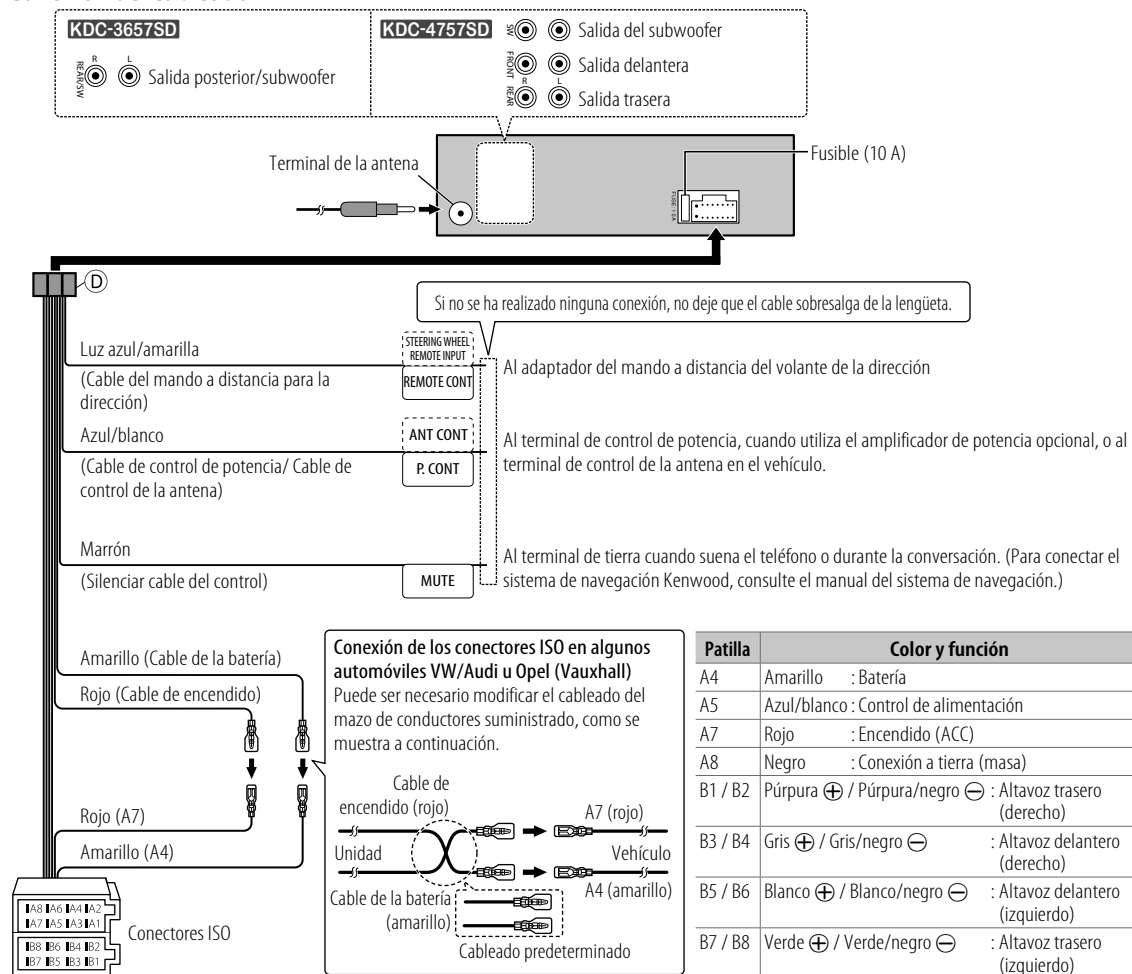 KDC-3657SD
REAR/SW
R
L
Salida posterior/subwoofer
KDC-4757SD
SW
Salida del subwoofer
FRONT
Salida delantera
REAR
R
L
Salida trasera
Terminal de la antena
Fusible (10 A)
FUSE:10A
D
Si no se ha realizado ninguna conexión, no deje que el cable sobresalga de la lengüeta.
Luz azul/amarilla
(Cable del mando a distancia para la
dirección)
STEERING WHEEL
REMOTE INPUT
REMOTE CONT
Al adaptador del mando a distancia del volante de la dirección
Azul/blanco
(Cable de control de potencia/ Cable de
control de la antena)
ANT CONT
P. CONT
Al terminal de control de potencia, cuando utiliza el amplificador de potencia opcional, o al
terminal de control de la antena en el vehículo.
Marrón
(Silenciar cable del control)
MUTE
Al terminal de tierra cuando suena el teléfono o durante la conversación. (Para conectar el
sistema de navegación Kenwood, consulte el manual del sistema de navegación.)
Amarillo (Cable de la batería)
Rojo (Cable de encendido)
Rojo (A7)
Amarillo (A4)
A8 A6 A4 A2
A7 A5 A3 A1
B8 B6 B4 B2
B7 B5 B3 B1
Conectores ISO
Conexión de los conectores ISO en algunos
automóviles VW/Audi u Opel (Vauxhall)
Puede ser necesario modificar el cableado del
mazo de conductores suministrado, como se
muestra a continuación.
Cable de
encendido (rojo)
A7 (rojo)
Unidad
Vehículo
Cable de la batería
(amarillo)
A4 (amarillo)
Cableado predeterminado
Patilla Color y función
A4 Amarillo : Batería
A5 Azul/blanco : Control de alimentación
A7 Rojo : Encendido (ACC)
A8 Negro : Conexión a tierra (masa)
B1 / B2 Púrpura ⊕ / Púrpura/negro ⊖ : Altavoz trasero
(derecho)
B3 / B4 Gris ⊕ / Gris/negro ⊖ : Altavoz delantero
(derecho)
B5 / B6 Blanco ⊕ / Blanco/negro ⊖ : Altavoz delantero
(izquierdo)
B7 / B8 Verde ⊕ / Verde/negro ⊖ : Altavoz trasero
(izquierdo)